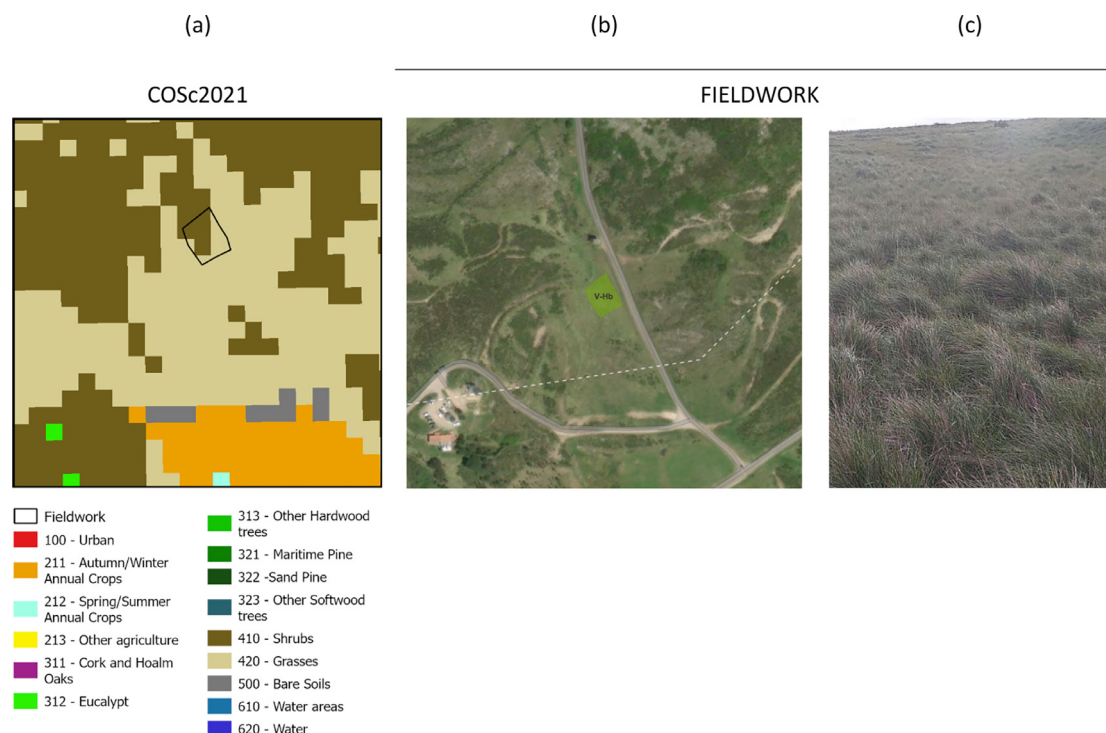 (a)
(b)
(c)
COSc2021
FIELDWORK
V-Hb
Fieldwork
100 - Urban
211 - Autumn/Winter
Annual Crops
212 - Spring/Summer
Annual Crops
213 - Other agriculture
311 - Cork and Hoalm
Oaks
312 - Eucalypt
313 - Other Hardwood
trees
321 - Maritime Pine
322 -Sand Pine
323 - Other Softwood
trees
410 - Shrubs
420 - Grasses
500 - Bare Soils
610 - Water areas
620 - Water